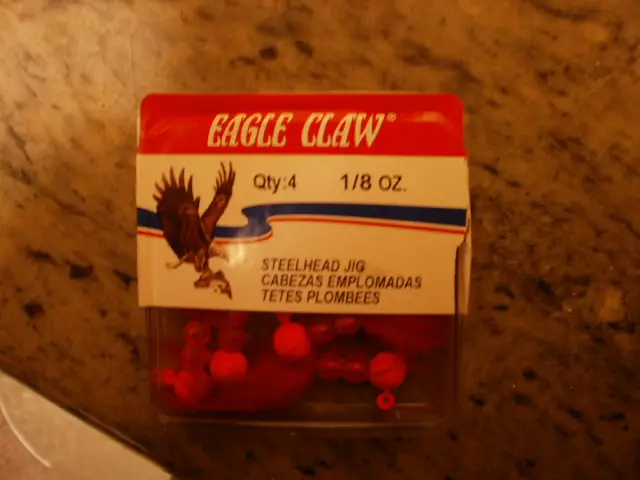 EAGLE CLAW®
Qty:4 1/8 OZ.
STEELHEAD JIG
CABEZAS EMPLOMADAS
TETES PLOMBEES